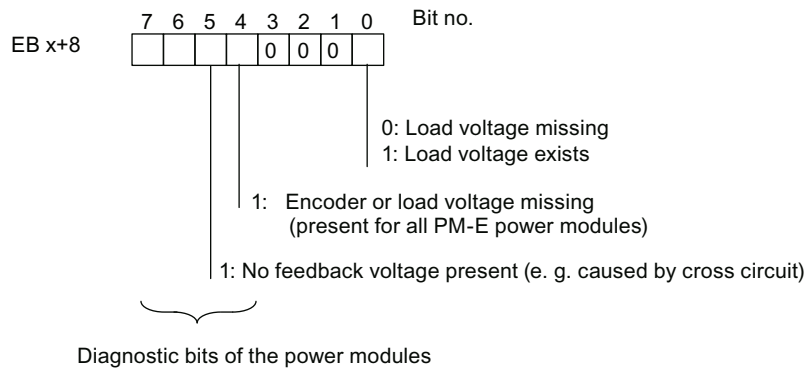 7 6 5 4 3 2 1 0 Bit no.
EB x+8 0 0 0
0: Load voltage missing
1: Load voltage exists
1: Encoder or load voltage missing
(present for all PM-E power modules)
1: No feedback voltage present (e. g. caused by cross circuit)
Diagnostic bits of the power modules